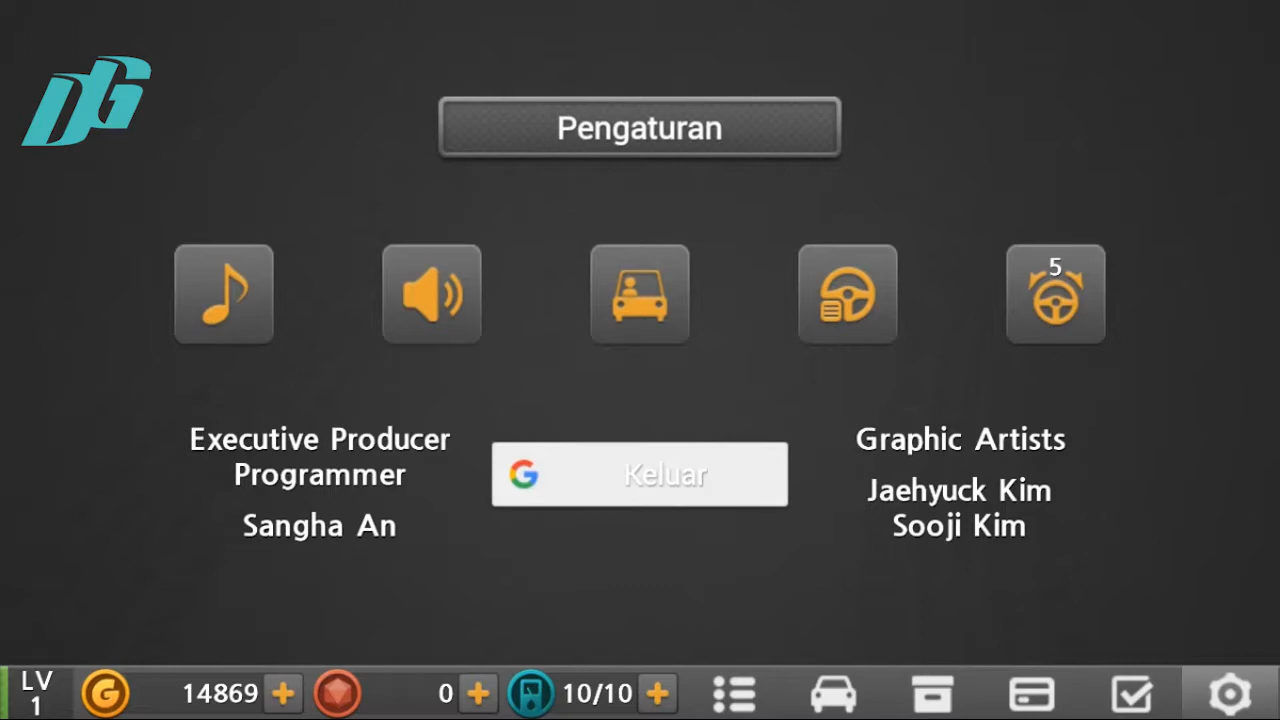 DG
Pengaturan
5
Executive Producer
Programmer
Sangha An
G Keluar
Graphic Artists
Jaehyuck Kim
Sooji Kim
LV
1
G 14869 + 0 + 10/10 +